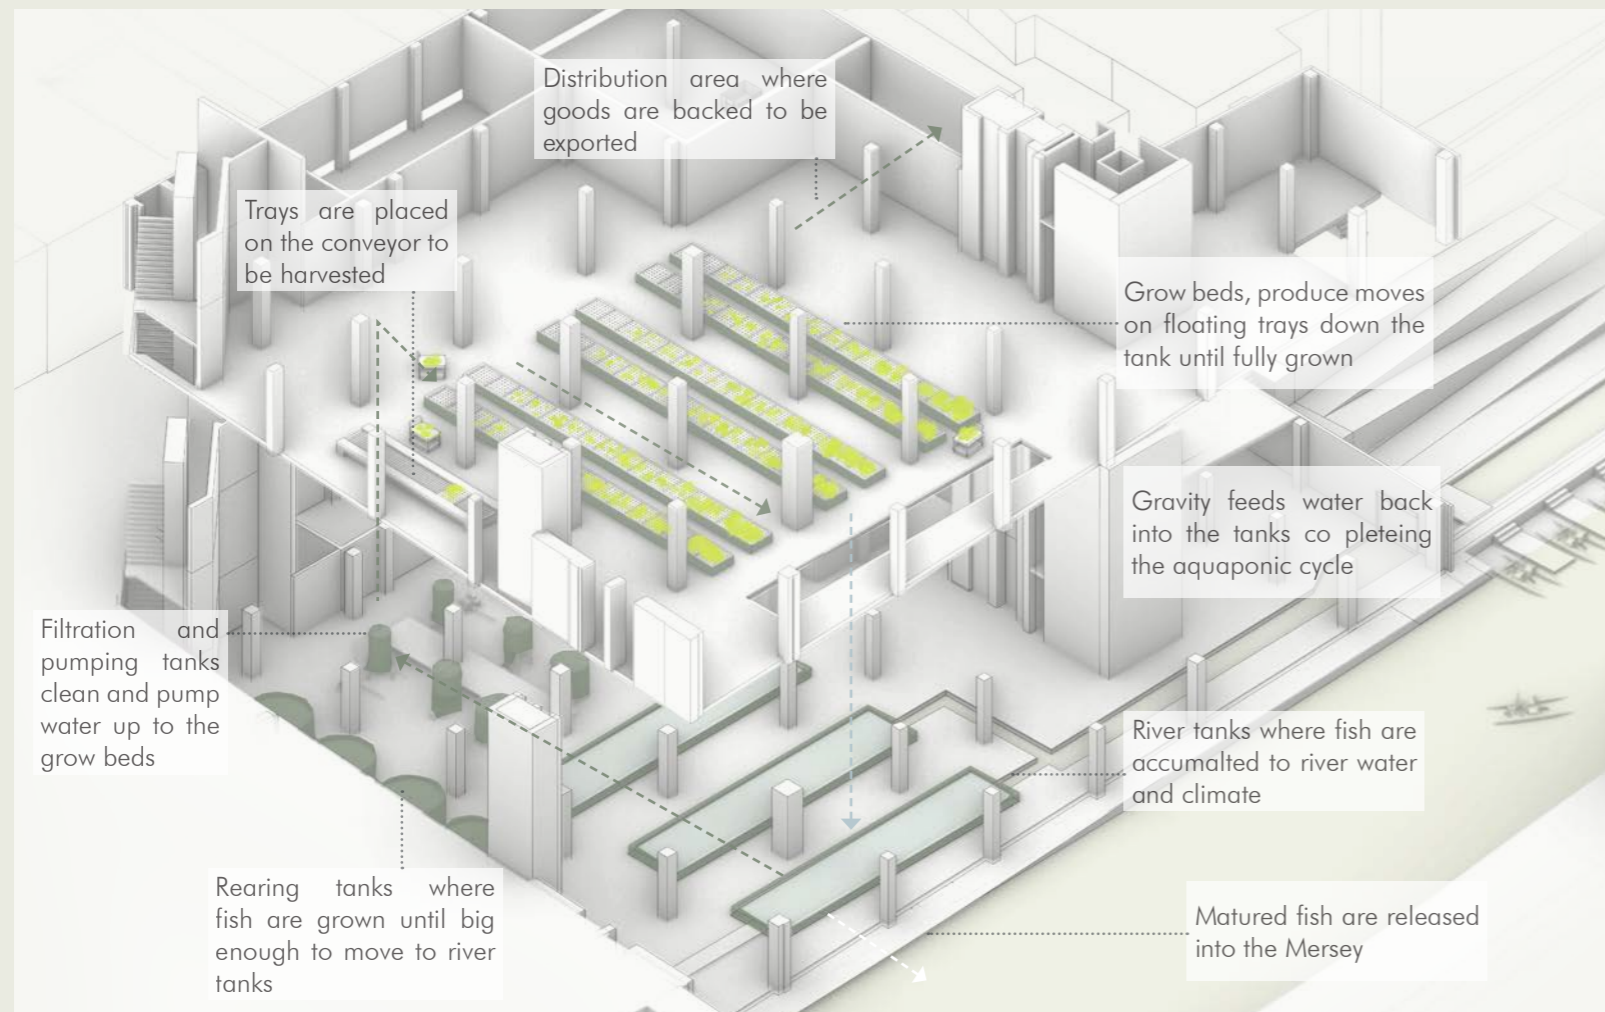 Distribution area where
goods are backed to be
exported
Trays are placed
on the conveyor to
be harvested
Grow beds, produce moves
on floating trays down the
tank until fully grown
Gravity feeds water back
into the tanks co pleteing
the aquaponic cycle
Filtration and
pumping tanks
clean and pump
water up to the
grow beds
River tanks where fish are
accumalted to river water
and climate
Rearing tanks where
fish are grown until big
enough to move to river
tanks
Matured fish are released
into the Mersey